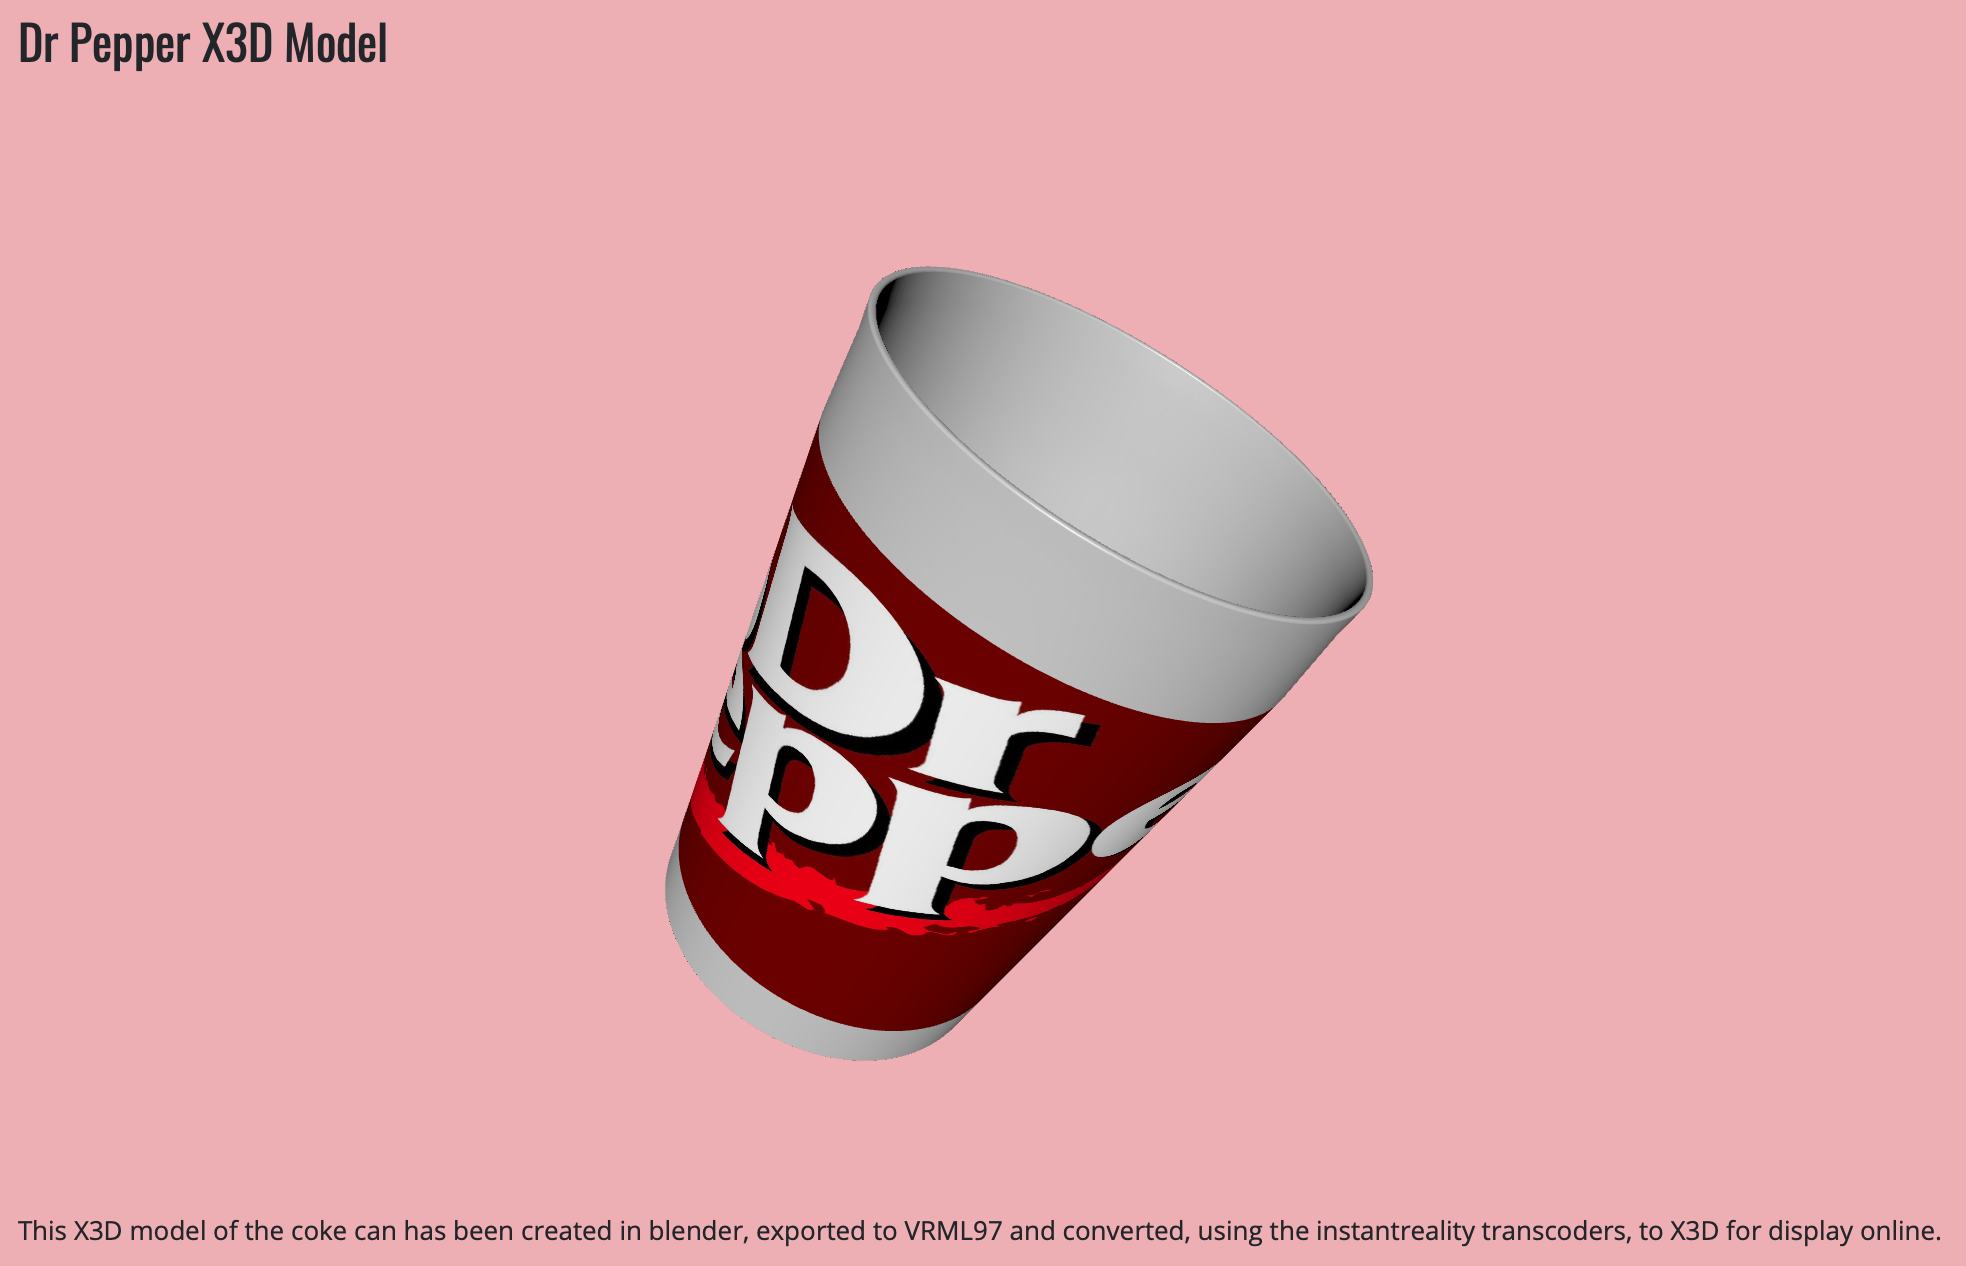 Dr Pepper X3D Model
Dr
pp
This X3D model of the coke can has been created in blender, exported to VRML97 and converted, using the instantreality transcoders, to X3D for display online.